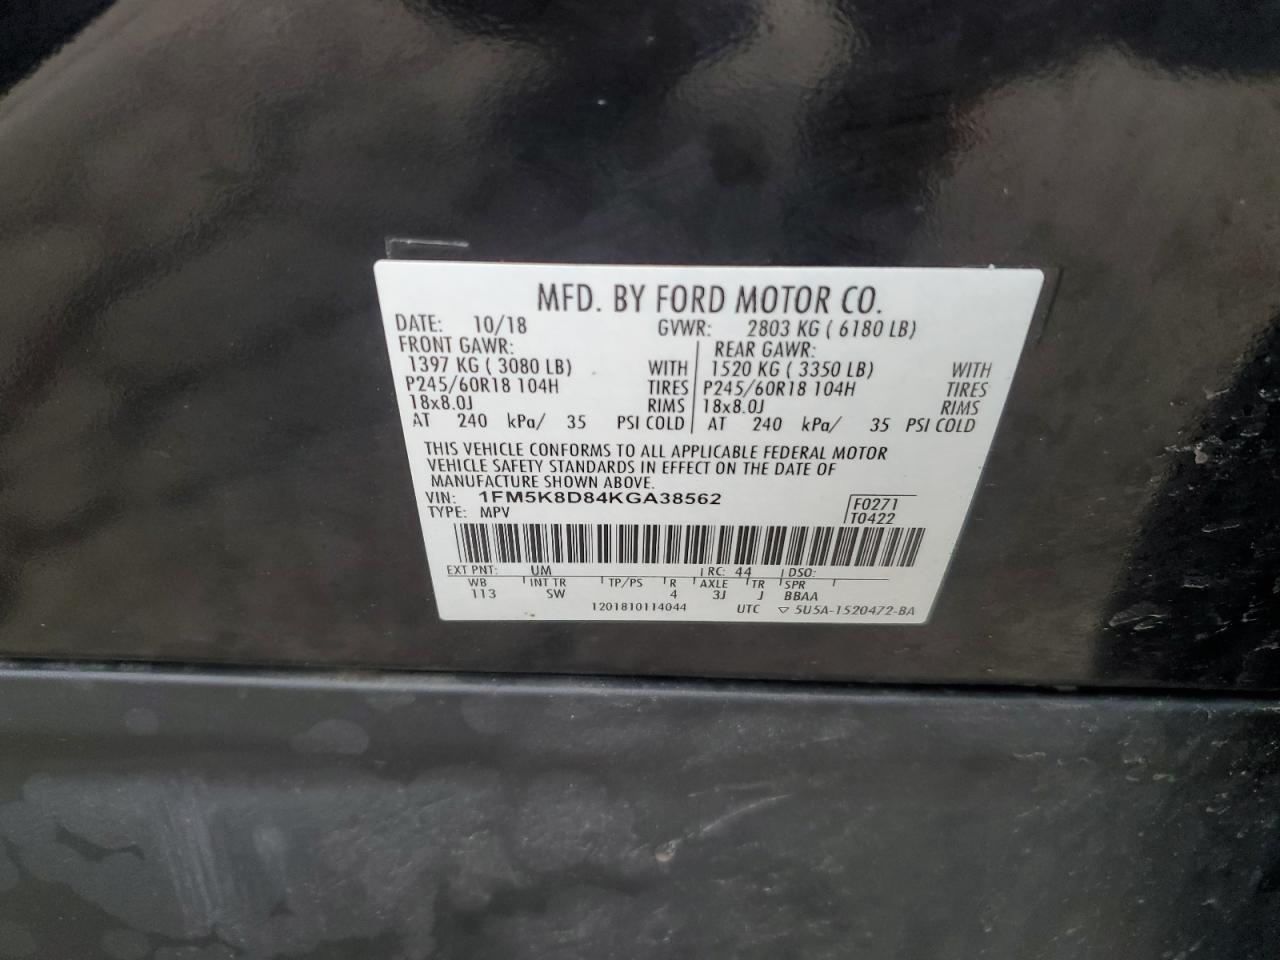 MFD. BY FORD MOTOR CO.
DATE: 10/18 GVWR: 2803 KG ( 6180 LB)
FRONT GAWR: REAR GAWR:
1397 KG ( 3080 LB) WITH 1520 KG ( 3350 LB) WITH
P245/60R18 104H TIRES P245/60R18 104H TIRES
18x8.0J RIMS 18x8.0J RIMS
AT 240 kPa/ 35 PSI COLD AT 240 kPa/ 35 PSI COLD
THIS VEHICLE CONFORMS TO ALL APPLICABLE FEDERAL MOTOR
VEHICLE SAFETY STANDARDS IN EFFECT ON THE DATE OF
MANUFACTURE SHOWN ABOVE.
VIN: 1FM5K8D84KGA38562 F0271
TYPE: MPV T0422
EXT PNT: UM RC: 44 DSO:
WB INT TR TP/PS R AXLE TR SPR
113 SW 4 3J J BBAA
1201810114044 UTC ▽ 5U5A-1520472-BA